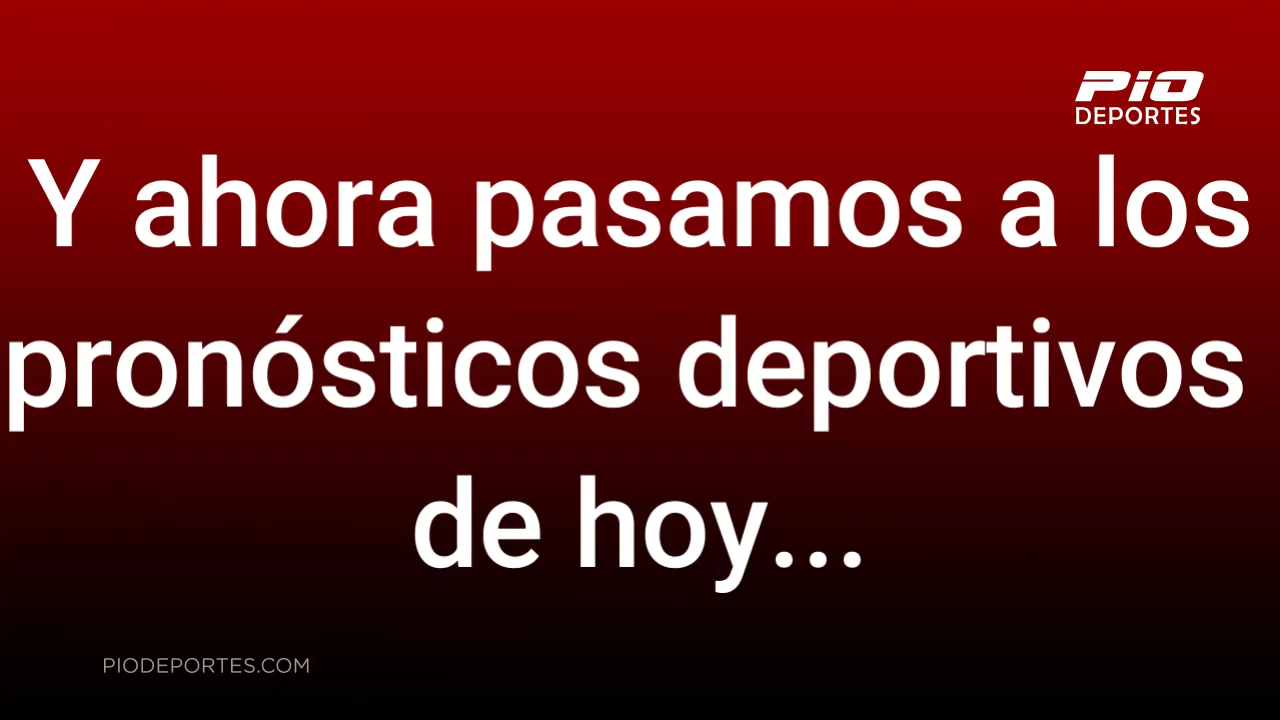 PIO
DEPORTES
Y ahora pasamos a los
pronósticos deportivos
de hoy...
PIODEPORTES.COM